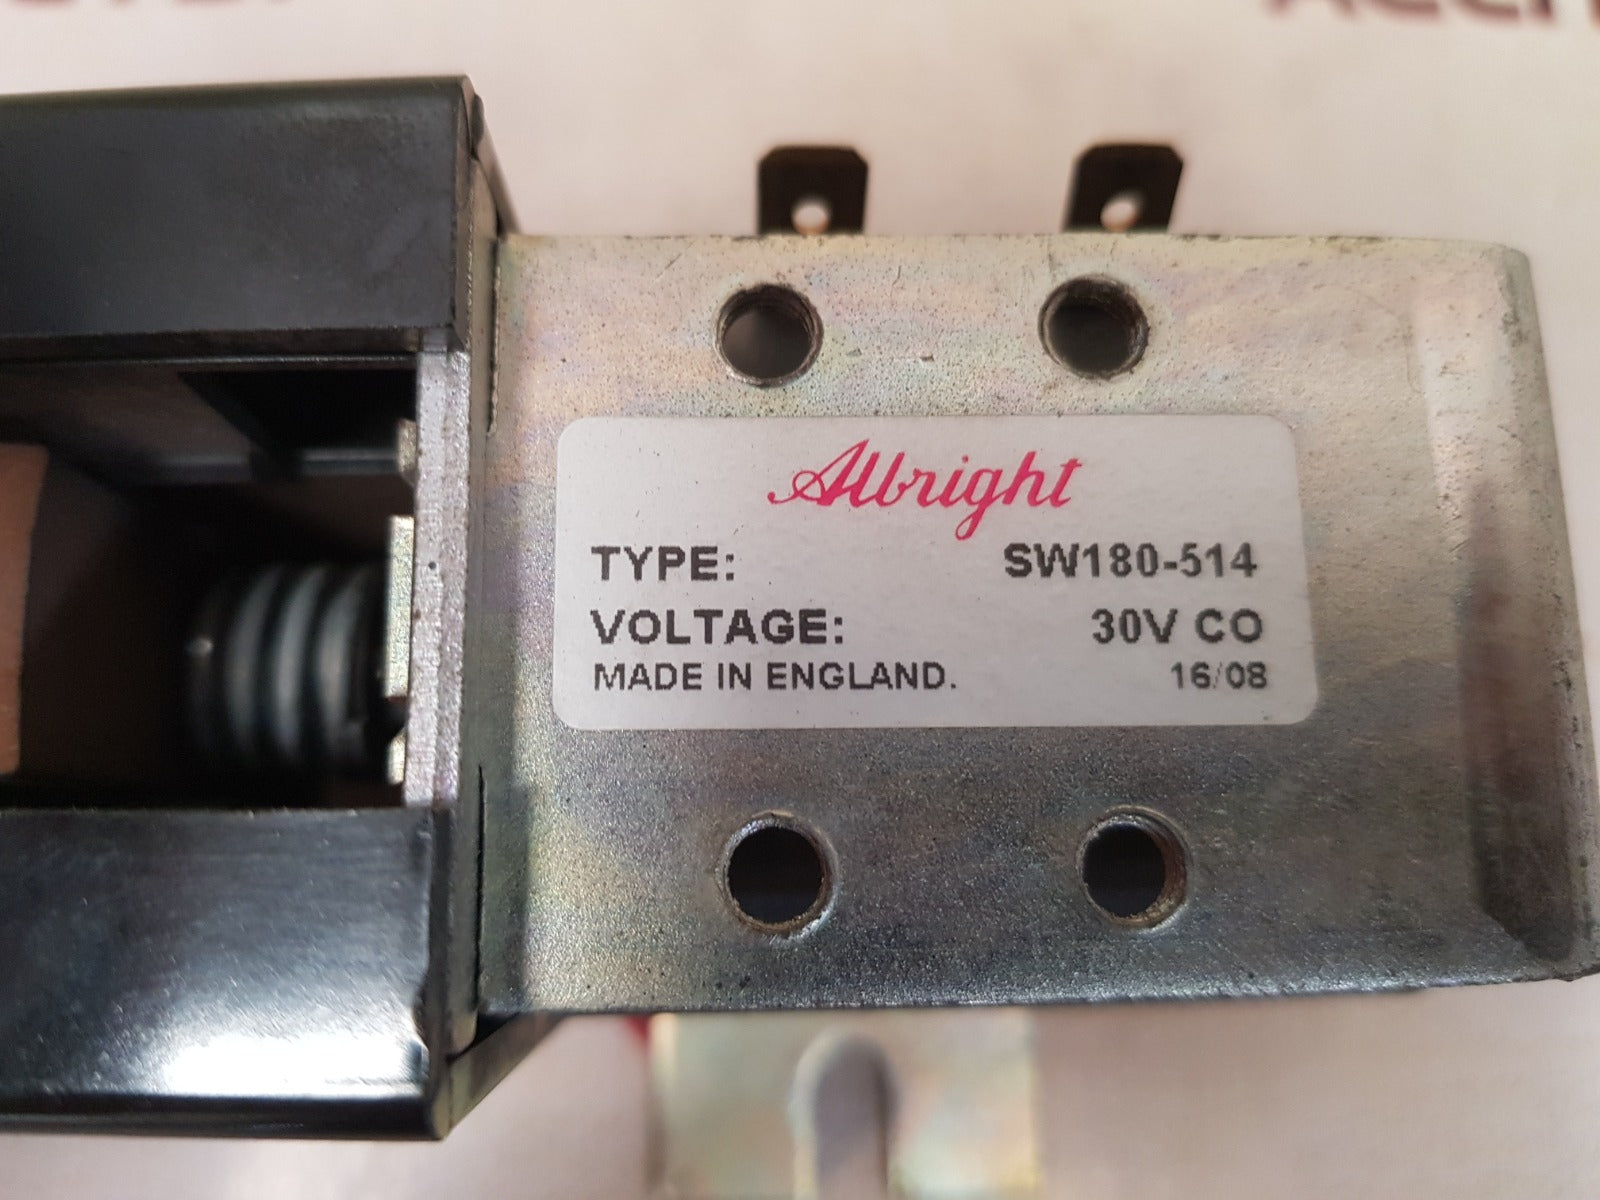 Albright
TYPE: SW180-514
VOLTAGE: 30V CO
MADE IN ENGLAND. 16/08